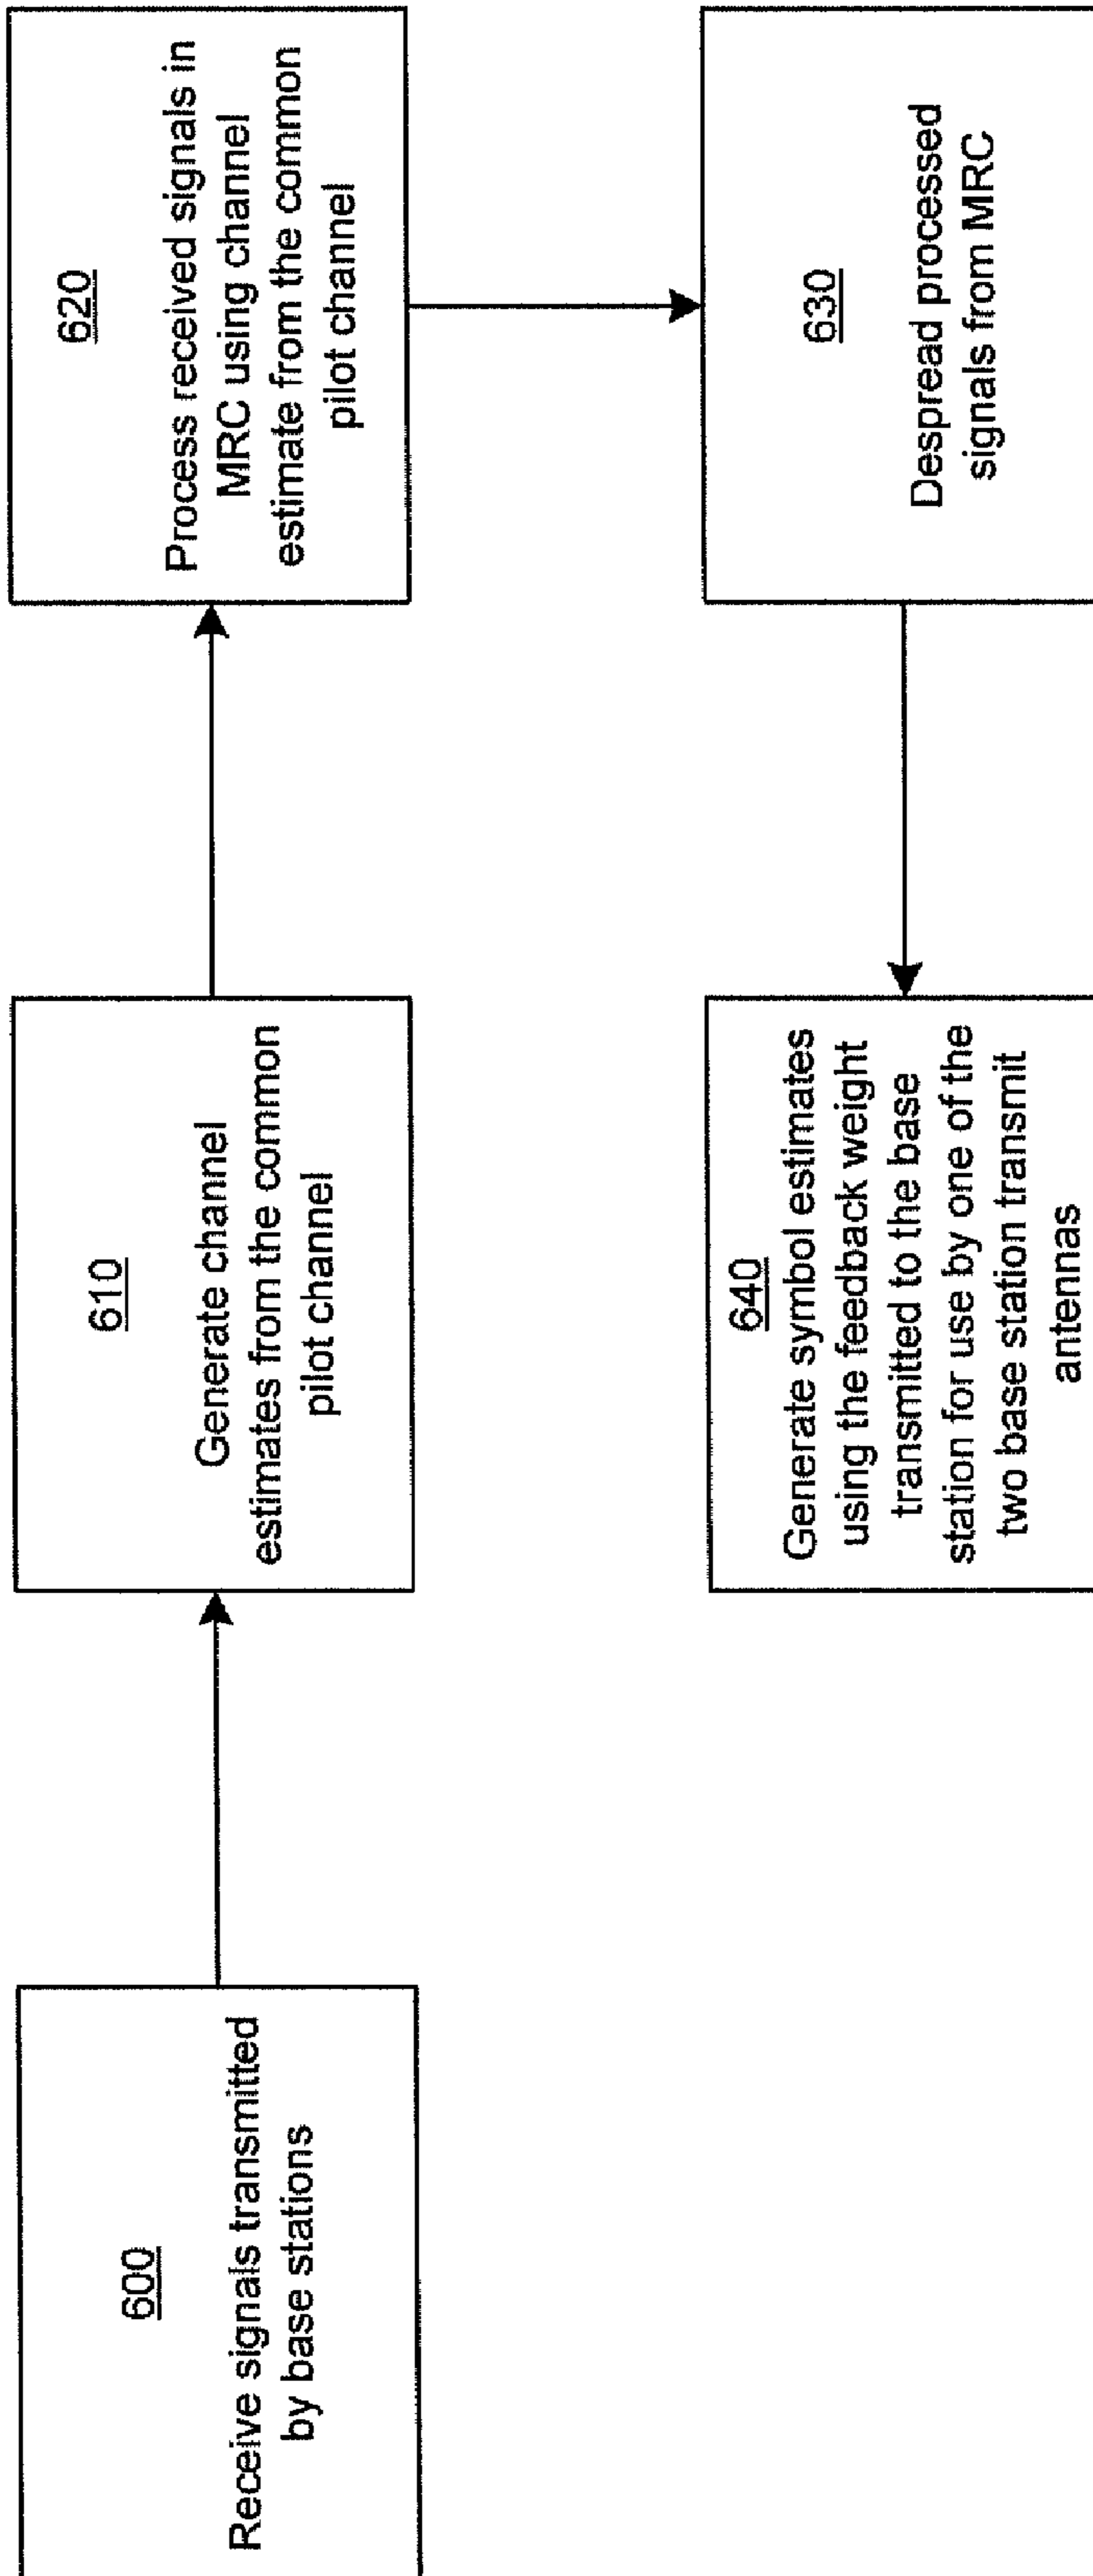 600
Receive signals transmitted
by base stations
610
Generate channel
estimates from the common
pilot channel
620
Process received signals in
MRC using channel
estimate from the common
pilot channel
630
Despread processed
signals from MRC
640
Generate symbol estimates
using the feedback weight
transmitted to the base
station for use by one of the
two base station transmit
antennas